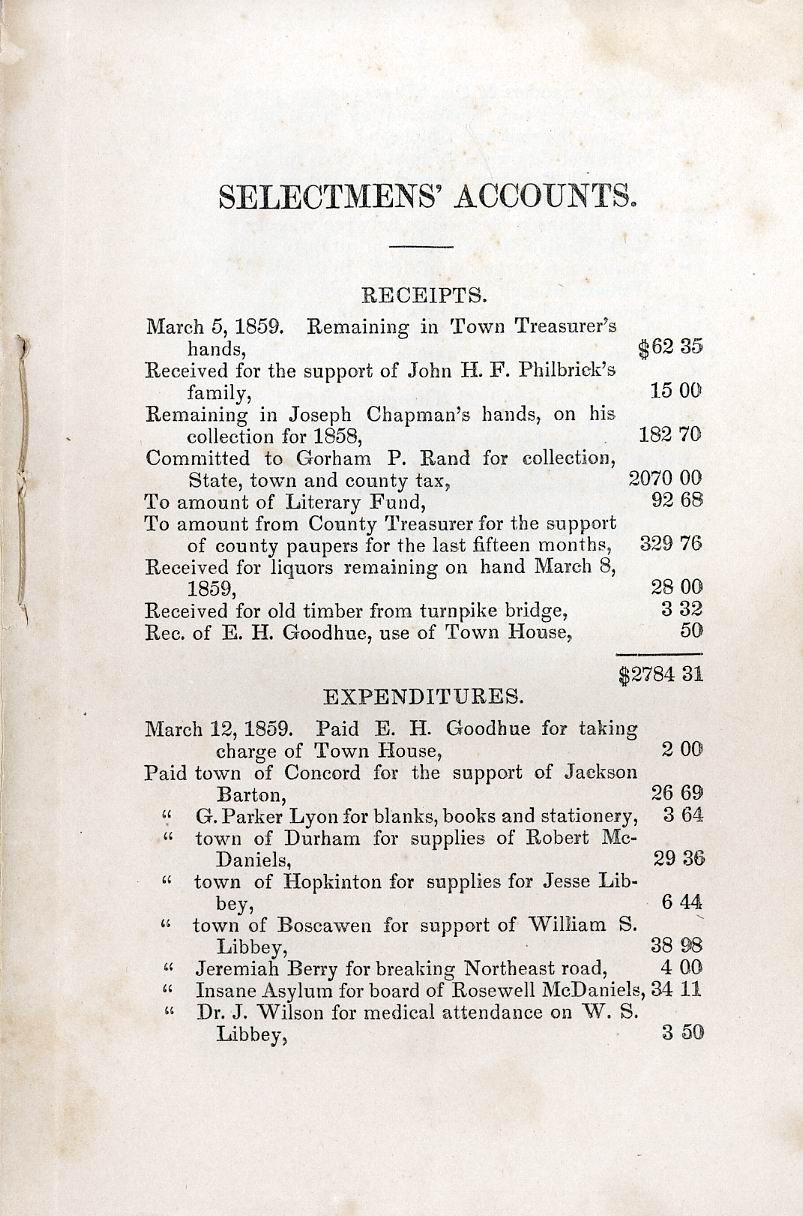 SELECTMENS' ACCOUNTS.
RECEIPTS.
March 5, 1859. Remaining in Town Treasurer's
hands, $62 35
Received for the support of John H. F. Philbrick's
family, 15 00
Remaining in Joseph Chapman's hands, on his
collection for 1858, 182 70
Committed to Gorham P. Rand for collection,
State, town and county tax, 2070 00
To amount of Literary Fund, 92 68
To amount from County Treasurer for the support
of county paupers for the last fifteen months, 329 76
Received for liquors remaining on hand March 8,
1859, 28 00
Received for old timber from turnpike bridge, 3 32
Rec. of E. H. Goodhue, use of Town House, 50
$2784 31
EXPENDITURES.
March 12, 1859. Paid E. H. Goodhue for taking
charge of Town House, 2 00
Paid town of Concord for the support of Jackson
Barton, 26 69
“ G. Parker Lyon for blanks, books and stationery, 3 64
“ town of Durham for supplies of Robert Mc-
Daniels, 29 36
“ town of Hopkinton for supplies for Jesse Lib-
bey, 6 44
“ town of Boscawen for support of William S.
Libbey, 38 98
“ Jeremiah Berry for breaking Northeast road, 4 00
“ Insane Asylum for board of Rosewell McDaniels, 34 11
“ Dr. J. Wilson for medical attendance on W. S.
Libbey, 3 50